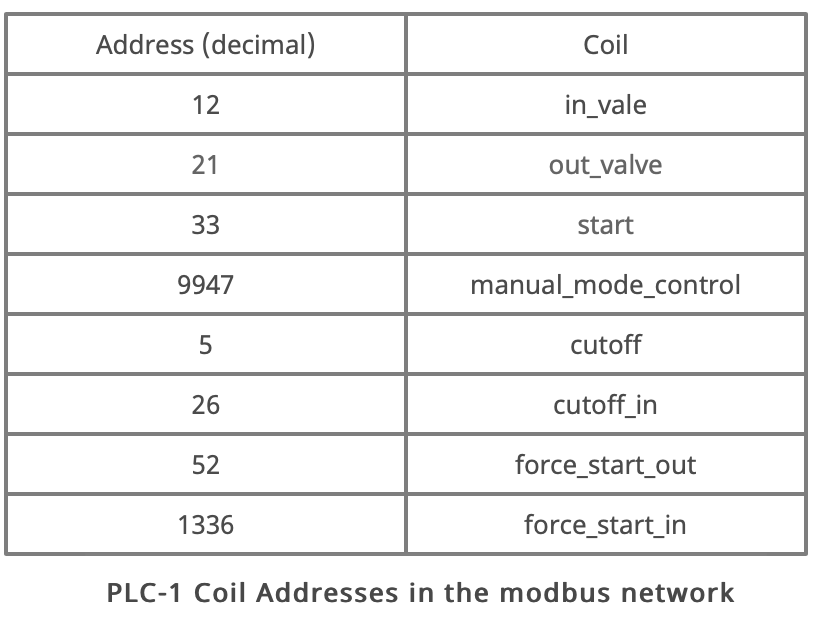 Address (decimal) Coil
12 in_vale
21 out_valve
33 start
9947 manual_mode_control
5 cutoff
26 cutoff_in
52 force_start_out
1336 force_start_in
PLC-1 Coil Addresses in the modbus network